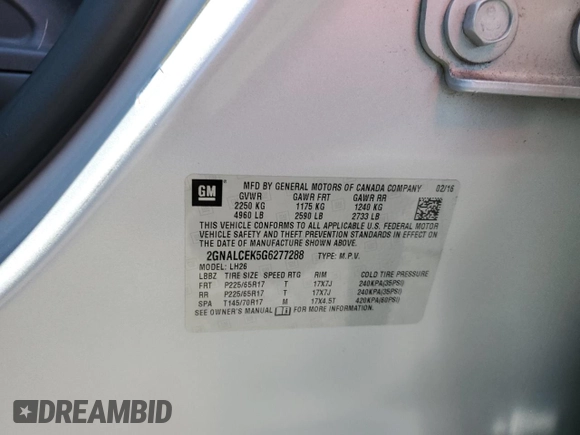 GM
MFD BY GENERAL MOTORS OF CANADA COMPANY 02/16
GVWR GAWR FRT GAWR RR
2250 KG 1175 KG 1240 KG
4960 LB 2590 LB 2733 LB
THIS VEHICLE CONFORMS TO ALL APPLICABLE U.S. FEDERAL MOTOR
VEHICLE SAFETY AND THEFT PREVENTION STANDARDS IN EFFECT ON THE DATE OF
MANUFACTURE SHOWN ABOVE.
2GNALCEK5G6277288 TYPE: M.P.V.
MODEL: LH26
LBBZ TIRE SIZE SPEED RTG RIM COLD TIRE PRESSURE
FRT P225/65R17 T 17X7J 240KPA(35PSI)
RR P225/65R17 T 17X7J 240KPA(35PSI)
SPA T145/70R17 M 17X4.5T 420KPA(60PSI)
SEE OWNER'S MANUAL FOR MORE INFORMATION.
DREAMBID